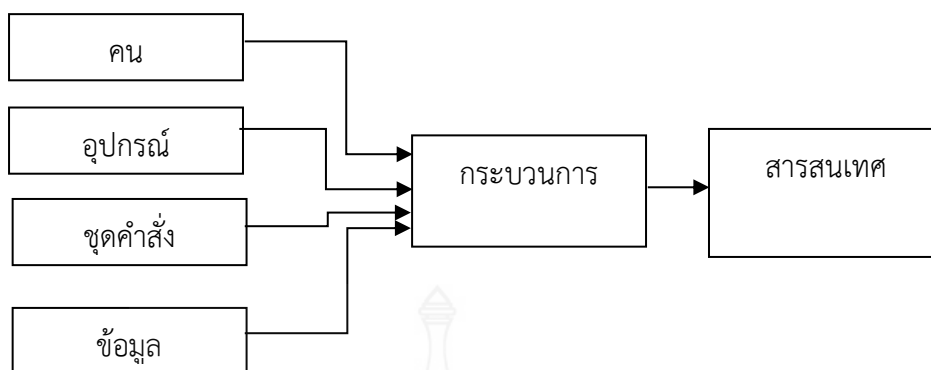 คน
อุปกรณ์
ชุดคำสั่ง
ข้อมูล
กระบวนการ
สารสนเทศ